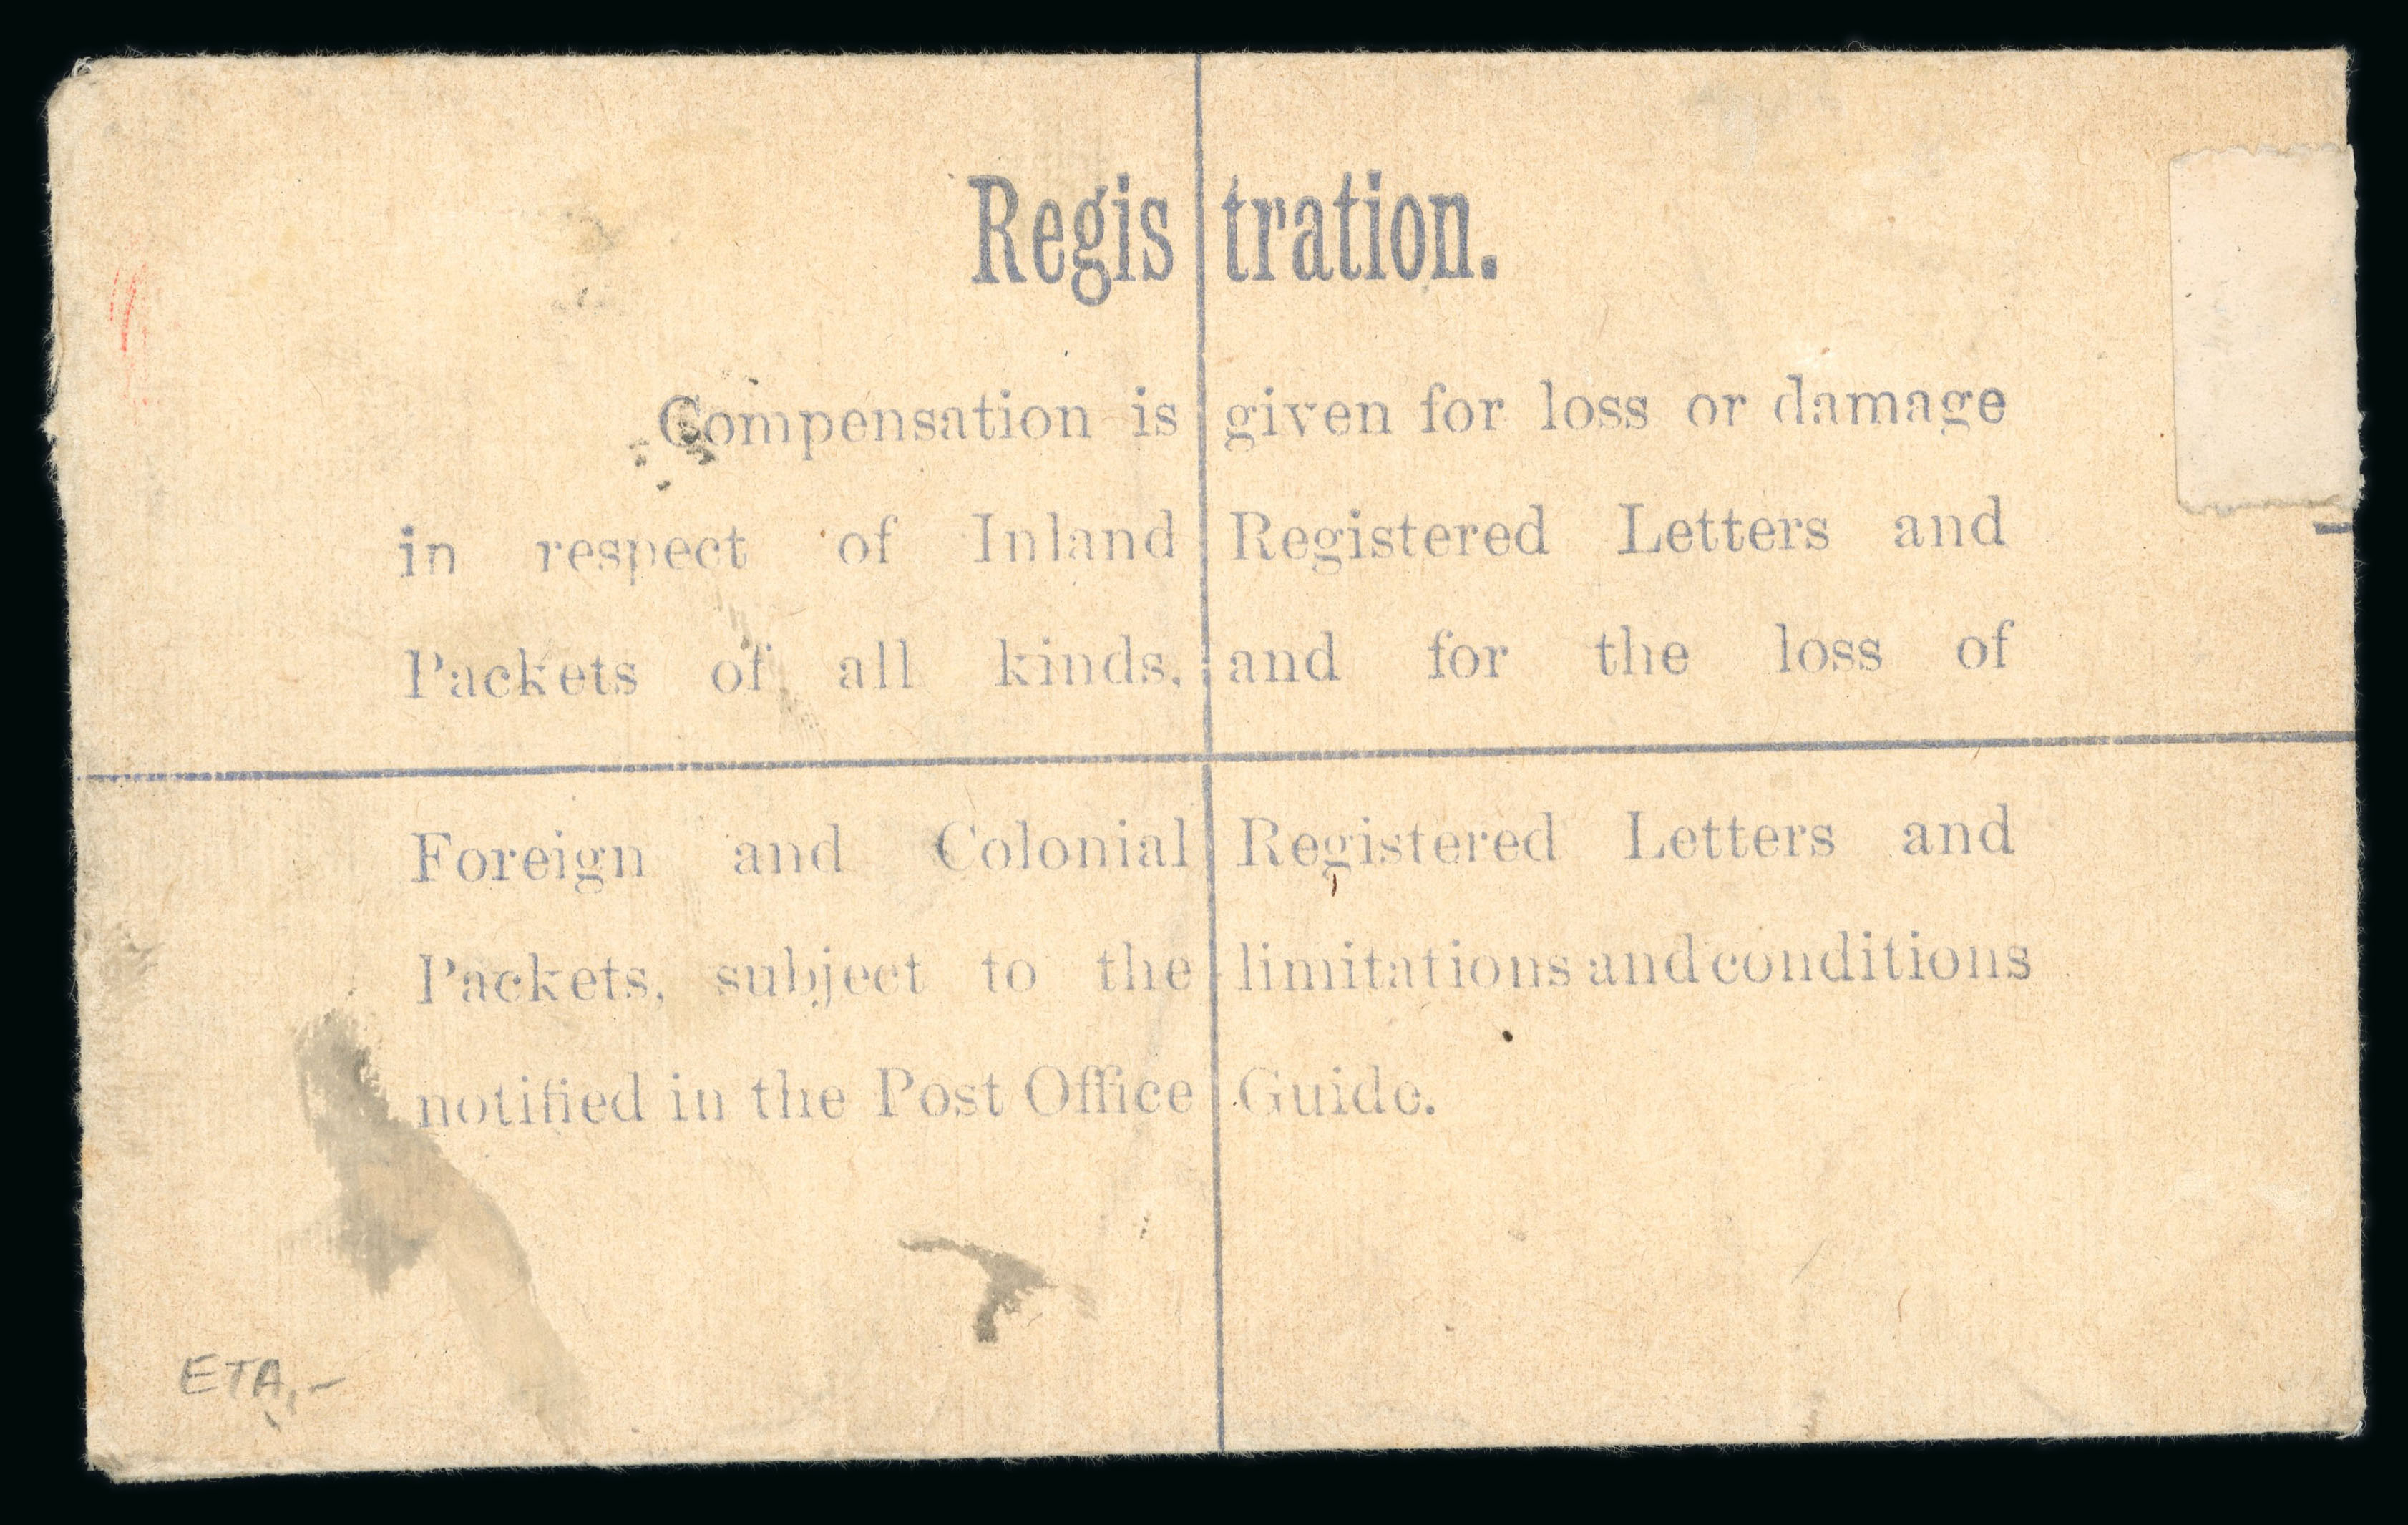 Registration.
Compensation is given for loss or damage
in respect of Inland Registered Letters and
Packets of all kinds, and for the loss of
Foreign and Colonial Registered Letters and
Packets, subject to the limitations and conditions
notified in the Post Office Guide.
ETA,-